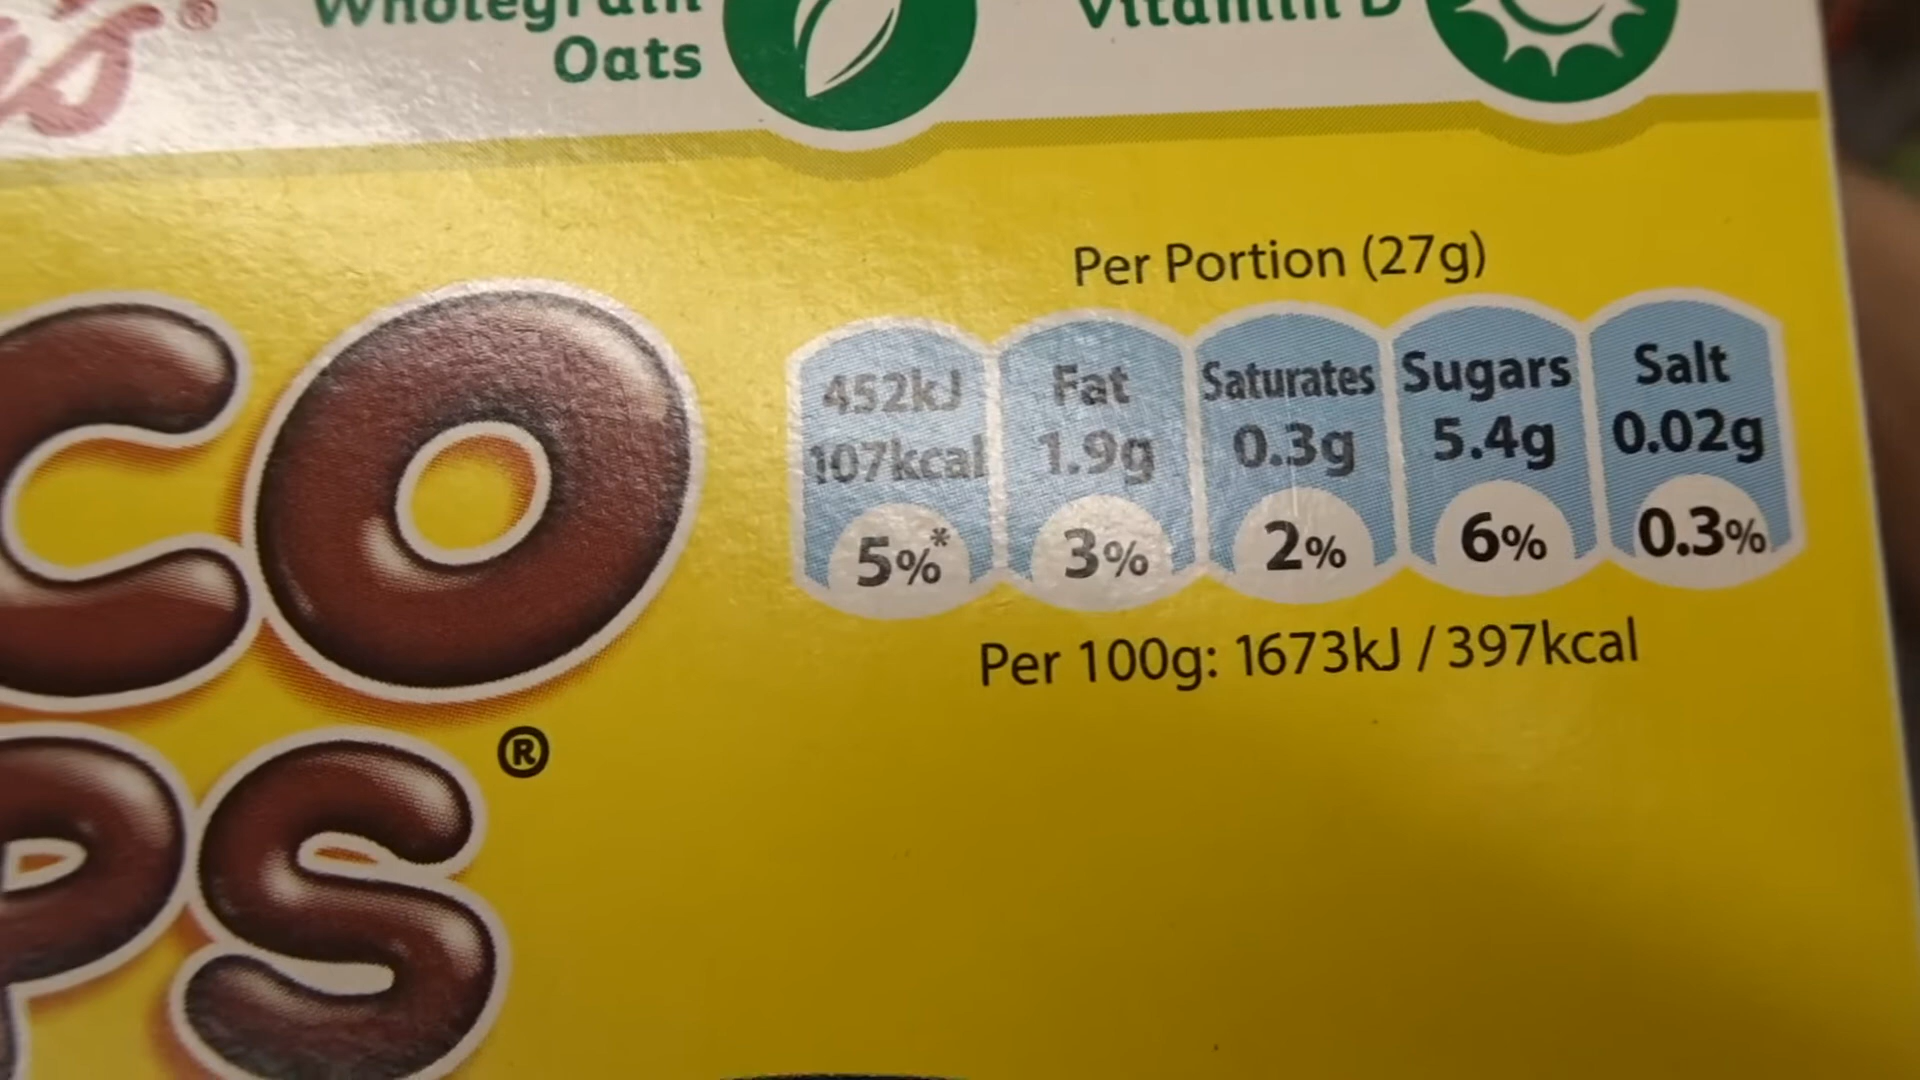 Wholegrain
Oats
Vitamin D
's®
Per Portion (27g)
452kJ
107kcal
5%*
Fat
1.9g
3%
Saturates
0.3g
2%
Sugars
5.4g
6%
Salt
0.02g
0.3%
Per 100g: 1673kJ / 397kcal
CO
PS®